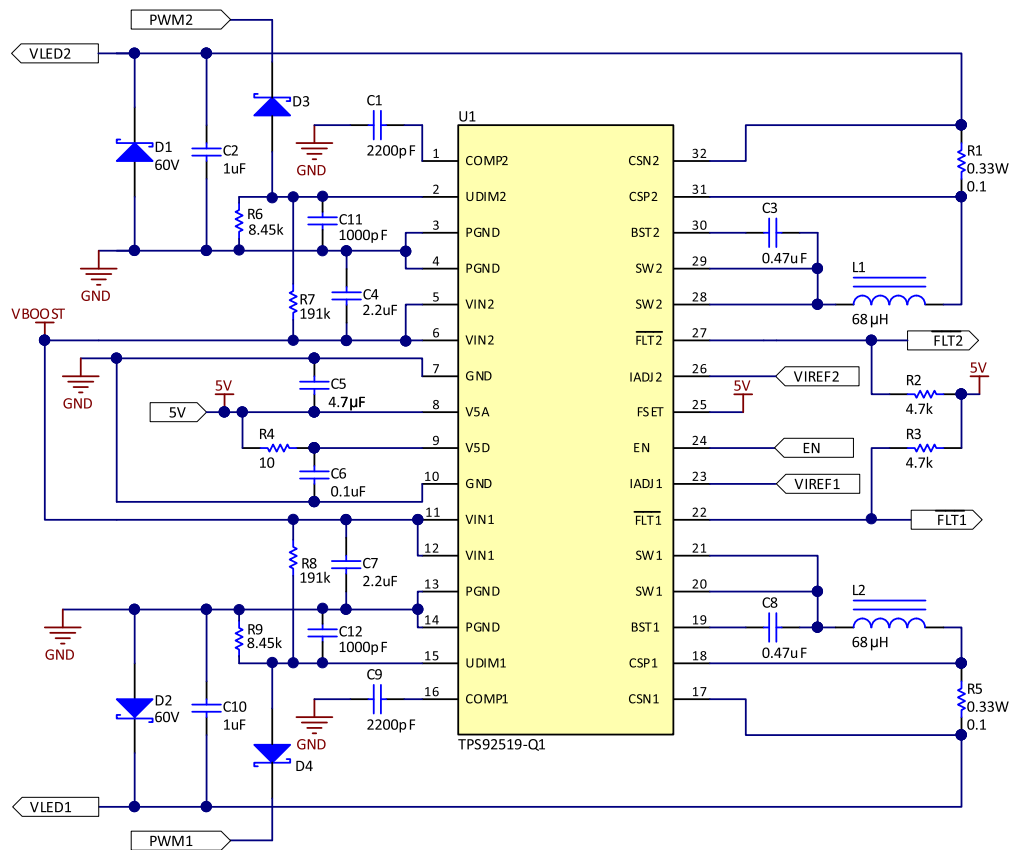 PWM2
VLED2
D3
C1
2200pF
GND
U1
D1
60V
C2
1uF
1
COMP2
CSN2
32
R1
0.33W
0.1
2
UDIM2
CSP2
31
R6
8.45k
C11
1000pF
3
PGND
BST2
30
C3
0.47uF
4
PGND
SW2
29
GND
L1
68µH
R7
191k
C4
2.2uF
5
VIN2
SW2
28
VBOOST
6
VIN2
FLT2
27
FLT2
7
GND
IADJ2
26
VIREF2
GND
C5
4.7µF
5V
5V
8
V5A
FSET
25
5V
R2
4.7k
5V
R4
10
9
V5D
EN
24
EN
R3
4.7k
C6
0.1uF
10
GND
IADJ1
23
VIREF1
11
VIN1
FLT1
22
FLT1
R8
191k
C7
2.2uF
12
VIN1
SW1
21
13
PGND
SW1
20
L2
68µH
GND
R9
8.45k
C12
1000pF
14
PGND
BST1
19
C8
0.47uF
15
UDIM1
CSP1
18
C9
2200pF
GND
16
COMP1
CSN1
17
R5
0.33W
0.1
D2
60V
C10
1uF
D4
TPS92519-Q1
VLED1
PWM1